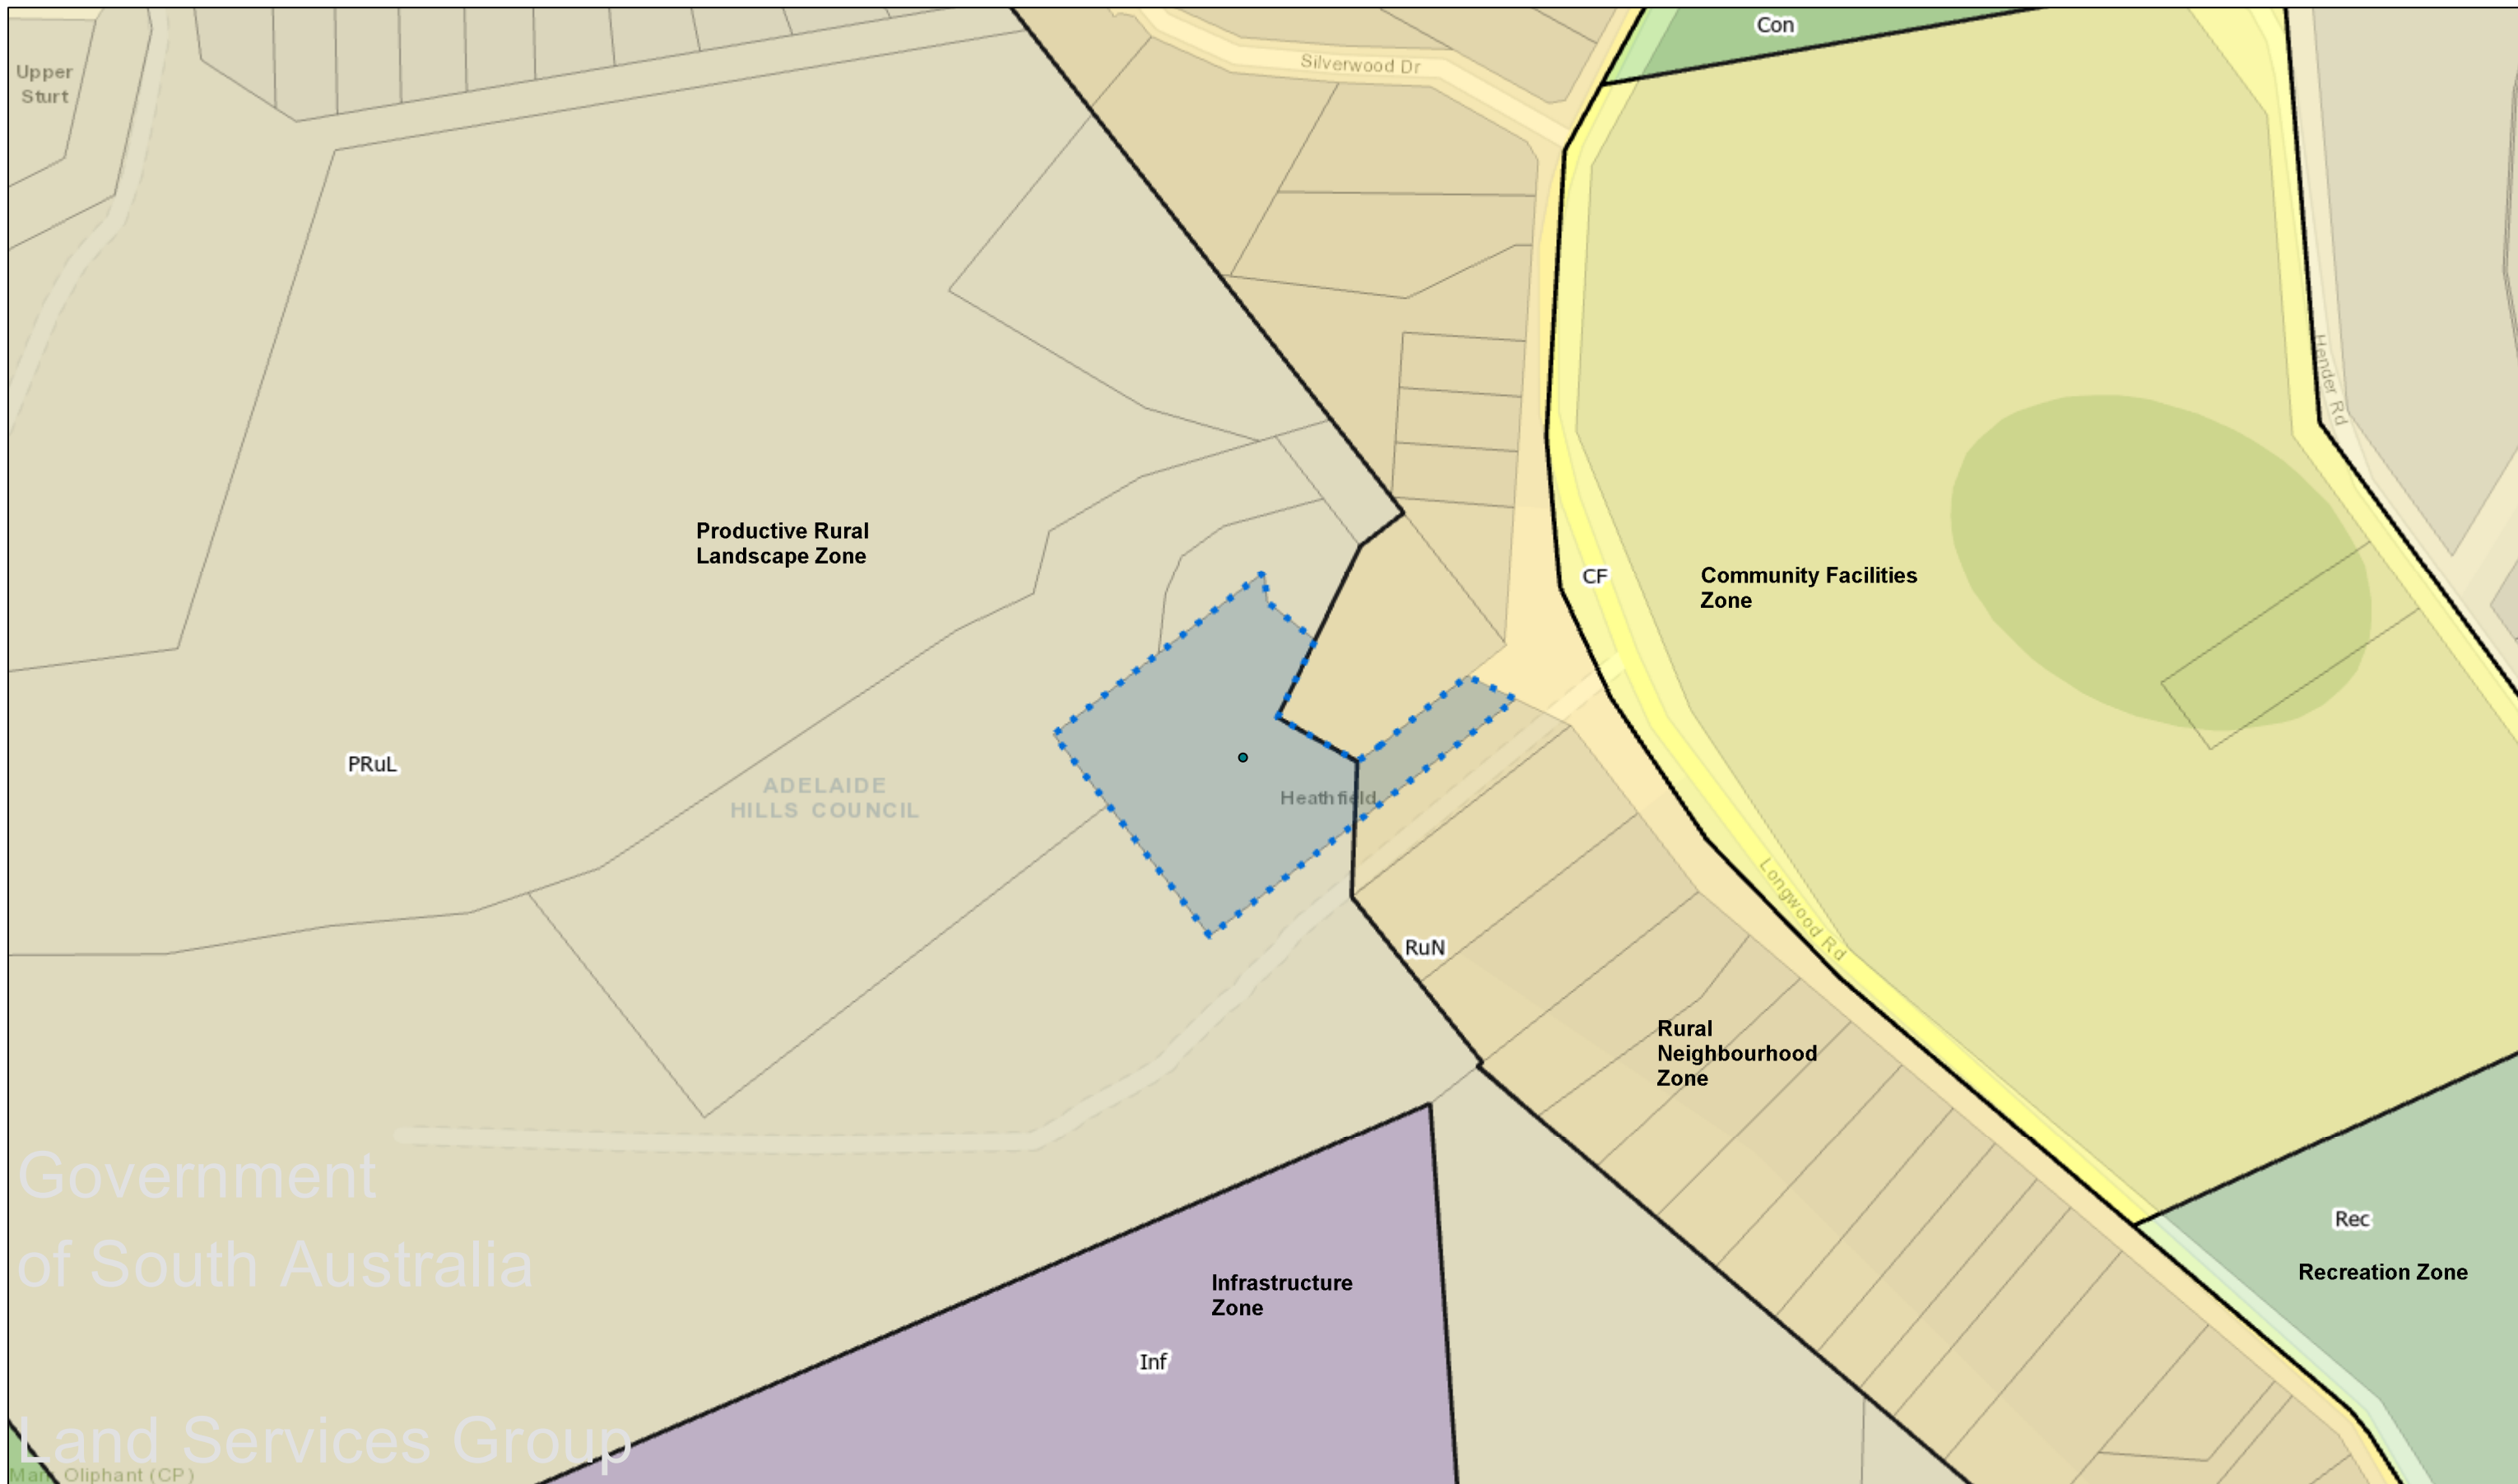 Con
Silverwood Dr
Upper
Sturt
Hender Rd
Productive Rural
Landscape Zone
CF
Community Facilities
Zone
PRuL
ADELAIDE
HILLS COUNCIL
Heathfield
Longwood Rd
RuN
Rural
Neighbourhood
Zone
Government
of South Australia
Land Services Group
Rec
Recreation Zone
Infrastructure
Zone
Inf
Oliphant (CP)